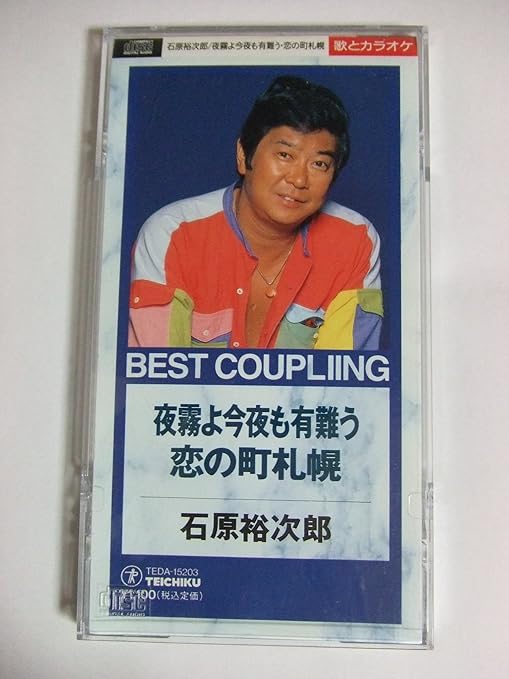 石原裕次郎/夜霧よ今夜も有難う・恋の町札幌 歌とカラオケ
BEST COUPLIING
夜霧よ今夜も有難う
恋の町札幌
石原裕次郎
TEDA-15203
TEICHIKU
100(税込定価)